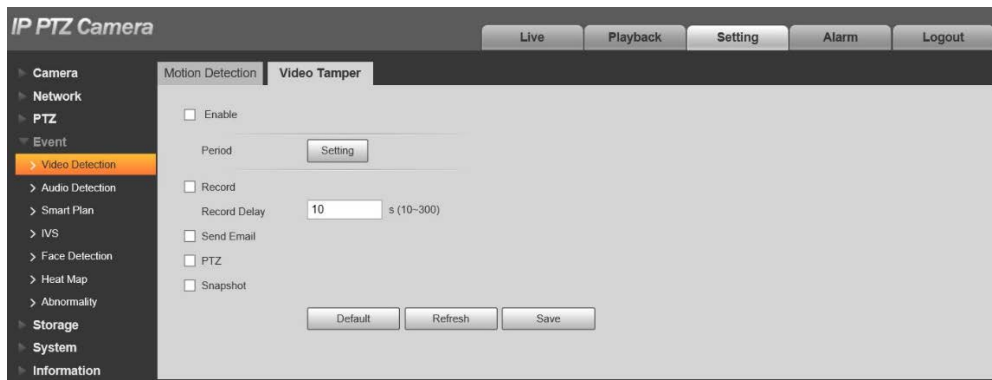 IP PTZ Camera
Live
Playback
Setting
Alarm
Logout
Camera
Network
PTZ
Event
Video Detection
Audio Detection
Smart Plan
IVS
Face Detection
Heat Map
Abnormality
Storage
System
Information
Motion Detection
Video Tamper
Enable
Period Setting
Record
Record Delay 10 s (10~300)
Send Email
PTZ
Snapshot
Default Refresh Save